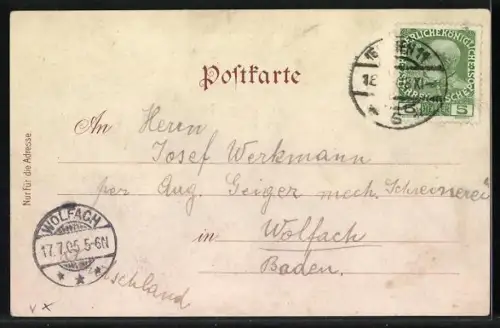 Postkarte
An Herrn
Josef Werkmann
per Aug. Geiger mech. Schreinerei
in Wolfach
Baden.
Nur für die Adresse
WOLFACH
17.7.05 5-6N
5